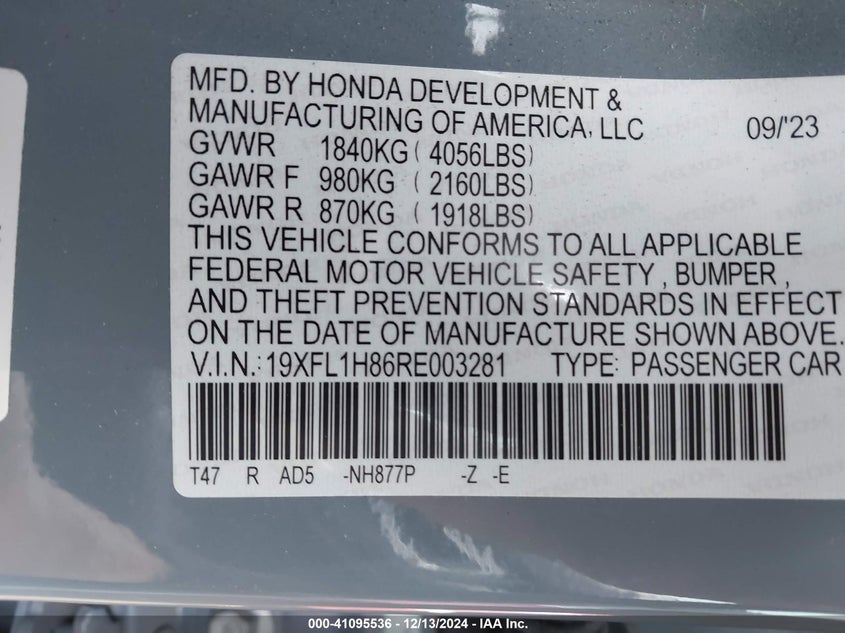 MFD. BY HONDA DEVELOPMENT &
MANUFACTURING OF AMERICA, LLC 09/'23
GVWR 1840KG ( 4056LBS)
GAWR F 980KG ( 2160LBS)
GAWR R 870KG ( 1918LBS)
THIS VEHICLE CONFORMS TO ALL APPLICABLE
FEDERAL MOTOR VEHICLE SAFETY , BUMPER ,
AND THEFT PREVENTION STANDARDS IN EFFECT
ON THE DATE OF MANUFACTURE SHOWN ABOVE.
V.I.N.: 19XFL1H86RE003281 TYPE: PASSENGER CAR
T47 R AD5 -NH877P -Z -E
000-41095536 - 12/13/2024 - IAA Inc.